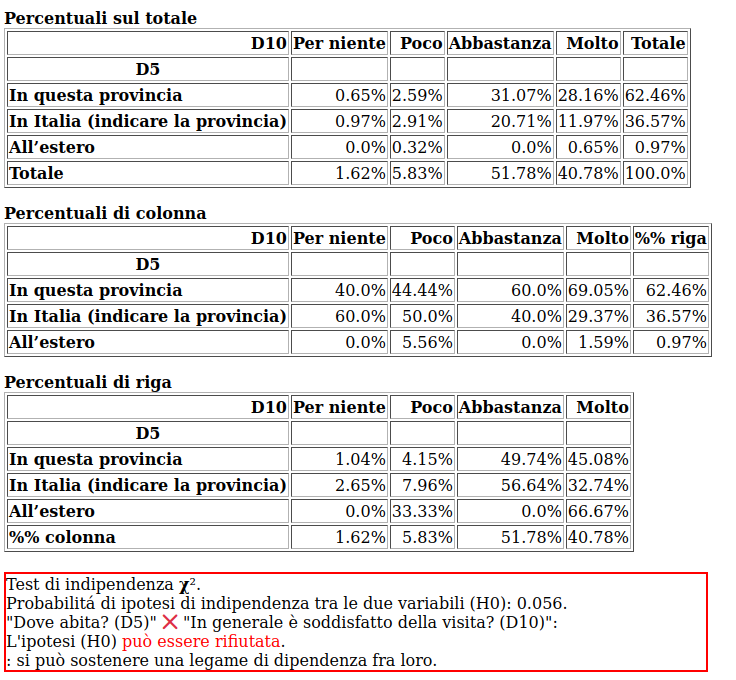 Percentuali sul totale
D10 Per niente Poco Abbastanza Molto Totale
D5
In questa provincia 0.65% 2.59% 31.07% 28.16% 62.46%
In Italia (indicare la provincia) 0.97% 2.91% 20.71% 11.97% 36.57%
All’estero 0.0% 0.32% 0.0% 0.65% 0.97%
Totale 1.62% 5.83% 51.78% 40.78% 100.0%
Percentuali di colonna
D10 Per niente Poco Abbastanza Molto %% riga
D5
In questa provincia 40.0% 44.44% 60.0% 69.05% 62.46%
In Italia (indicare la provincia) 60.0% 50.0% 40.0% 29.37% 36.57%
All’estero 0.0% 5.56% 0.0% 1.59% 0.97%
Percentuali di riga
D10 Per niente Poco Abbastanza Molto
D5
In questa provincia 1.04% 4.15% 49.74% 45.08%
In Italia (indicare la provincia) 2.65% 7.96% 56.64% 32.74%
All’estero 0.0% 33.33% 0.0% 66.67%
%% colonna 1.62% 5.83% 51.78% 40.78%
Test di indipendenza χ².
Probabilitá di ipotesi di indipendenza tra le due variabili (H0): 0.056.
"Dove abita? (D5)" ❌ "In generale è soddisfatto della visita? (D10)":
L'ipotesi (H0) può essere rifiutata.
: si può sostenere una legame di dipendenza fra loro.